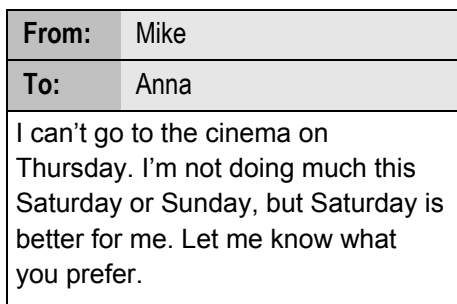 From: Mike
To: Anna
I can't go to the cinema on
Thursday. I'm not doing much this
Saturday or Sunday, but Saturday is
better for me. Let me know what
you prefer.